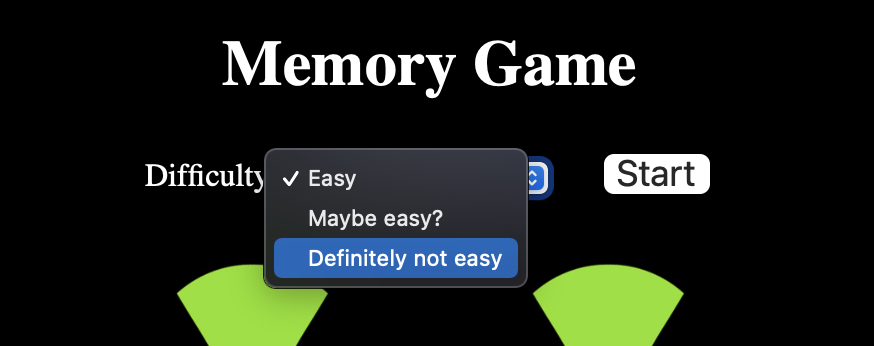 Memory Game
Difficulty
Start
✓ Easy
Maybe easy?
Definitely not easy